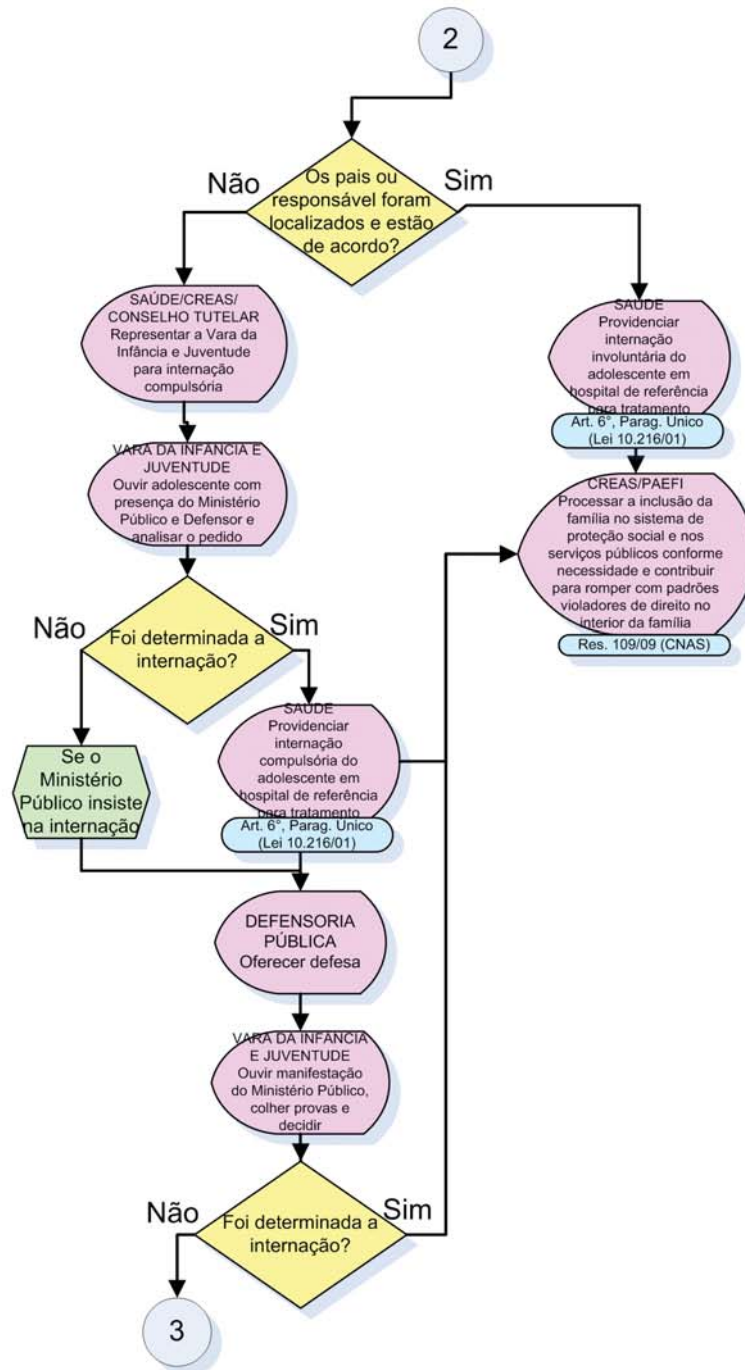 2
Não
Sim
Os pais ou
responsável foram
localizados e estão
de acordo?
SAÚDE/CREAS/
CONSELHO TUTELAR
Representar a Vara da
Infância e Juventude
para internação
compulsória
SAÚDE
Providenciar
internação
involuntária do
adolescente em
hospital de referência
para tratamento
Art. 6°, Parag. Unico
(Lei 10.216/01)
VARA DA INFÂNCIA E
JUVENTUDE
Ouvir adolescente com
presença do Ministério
Público e Defensor e
analisar o pedido
CREAS/PAEFI
Processar a inclusão da
família no sistema de
proteção social e nos
serviços públicos conforme
necessidade e contribuir
para romper com padrões
violadores de direito no
interior da família
Res. 109/09 (CNAS)
Não
Sim
Foi determinada a
internação?
Se o
Ministério
Público insiste
na internação
SAÚDE
Providenciar
internação
compulsória do
adolescente em
hospital de referência
para tratamento
Art. 6°, Parag. Unico
(Lei 10.216/01)
DEFENSORIA
PÚBLICA
Oferecer defesa
VARA DA INFÂNCIA
E JUVENTUDE
Ouvir manifestação
do Ministério Público,
colher provas e
decidir
Não
Sim
Foi determinada a
internação?
3